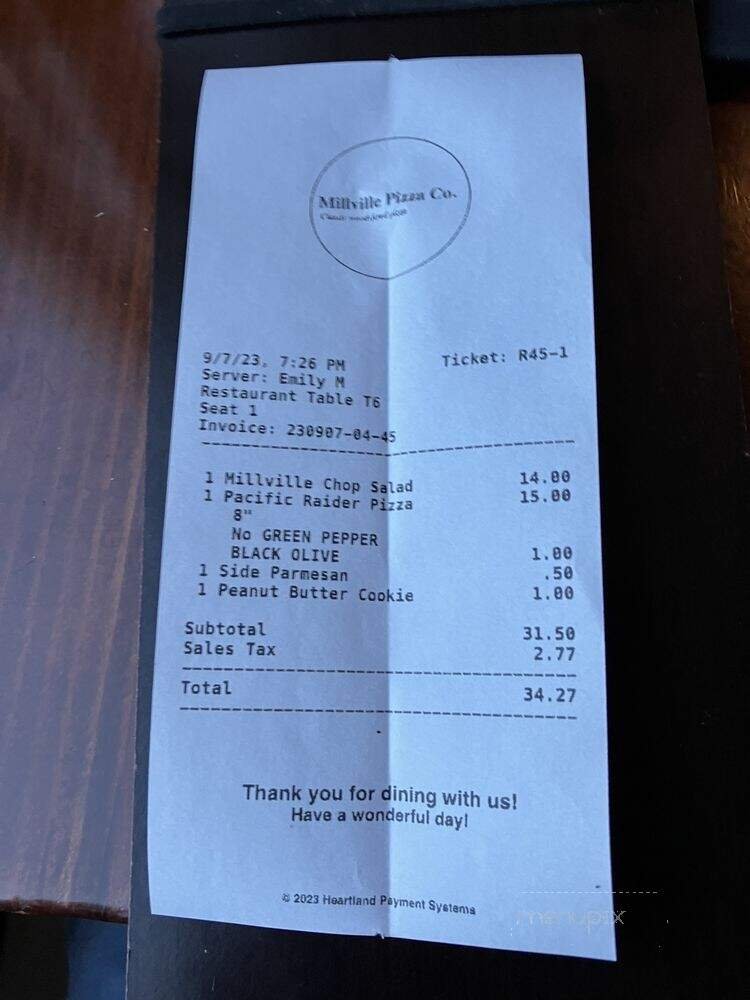 Millville Pizza Co.
Classic wood-fired pizza
9/7/23, 7:26 PM
Ticket: R45-1
Server: Emily M
Restaurant Table T6
Seat 1
Invoice: 230907-04-45
1 Millville Chop Salad 14.00
1 Pacific Raider Pizza 15.00
8"
No GREEN PEPPER
BLACK OLIVE 1.00
1 Side Parmesan .50
1 Peanut Butter Cookie 1.00
Subtotal 31.50
Sales Tax 2.77
Total 34.27
Thank you for dining with us!
Have a wonderful day!
© 2023 Heartland Payment Systems
menupix